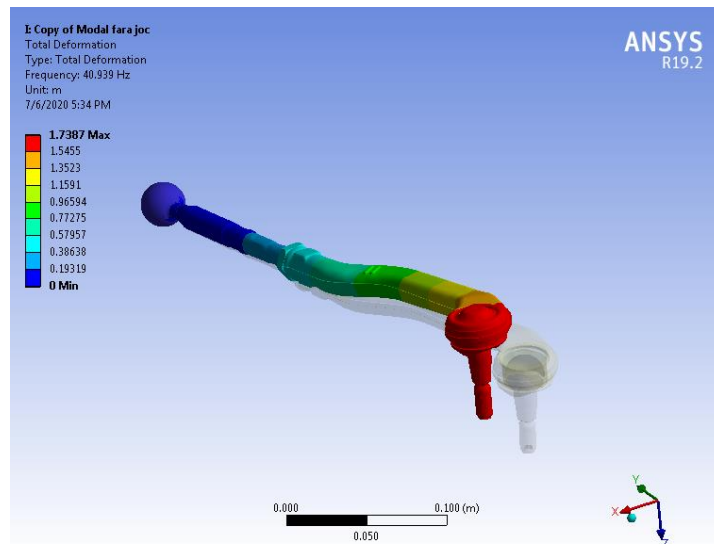 I: Copy of Modal fara joc
Total Deformation
Type: Total Deformation
Frequency: 40.939 Hz
Unit: m
7/6/2020 5:34 PM
ANSYS
R19.2
1.7387 Max
1.5455
1.3523
1.1591
0.96594
0.77275
0.57957
0.38638
0.19319
0 Min
0.000
0.100 (m)
0.050
Y
X
Z